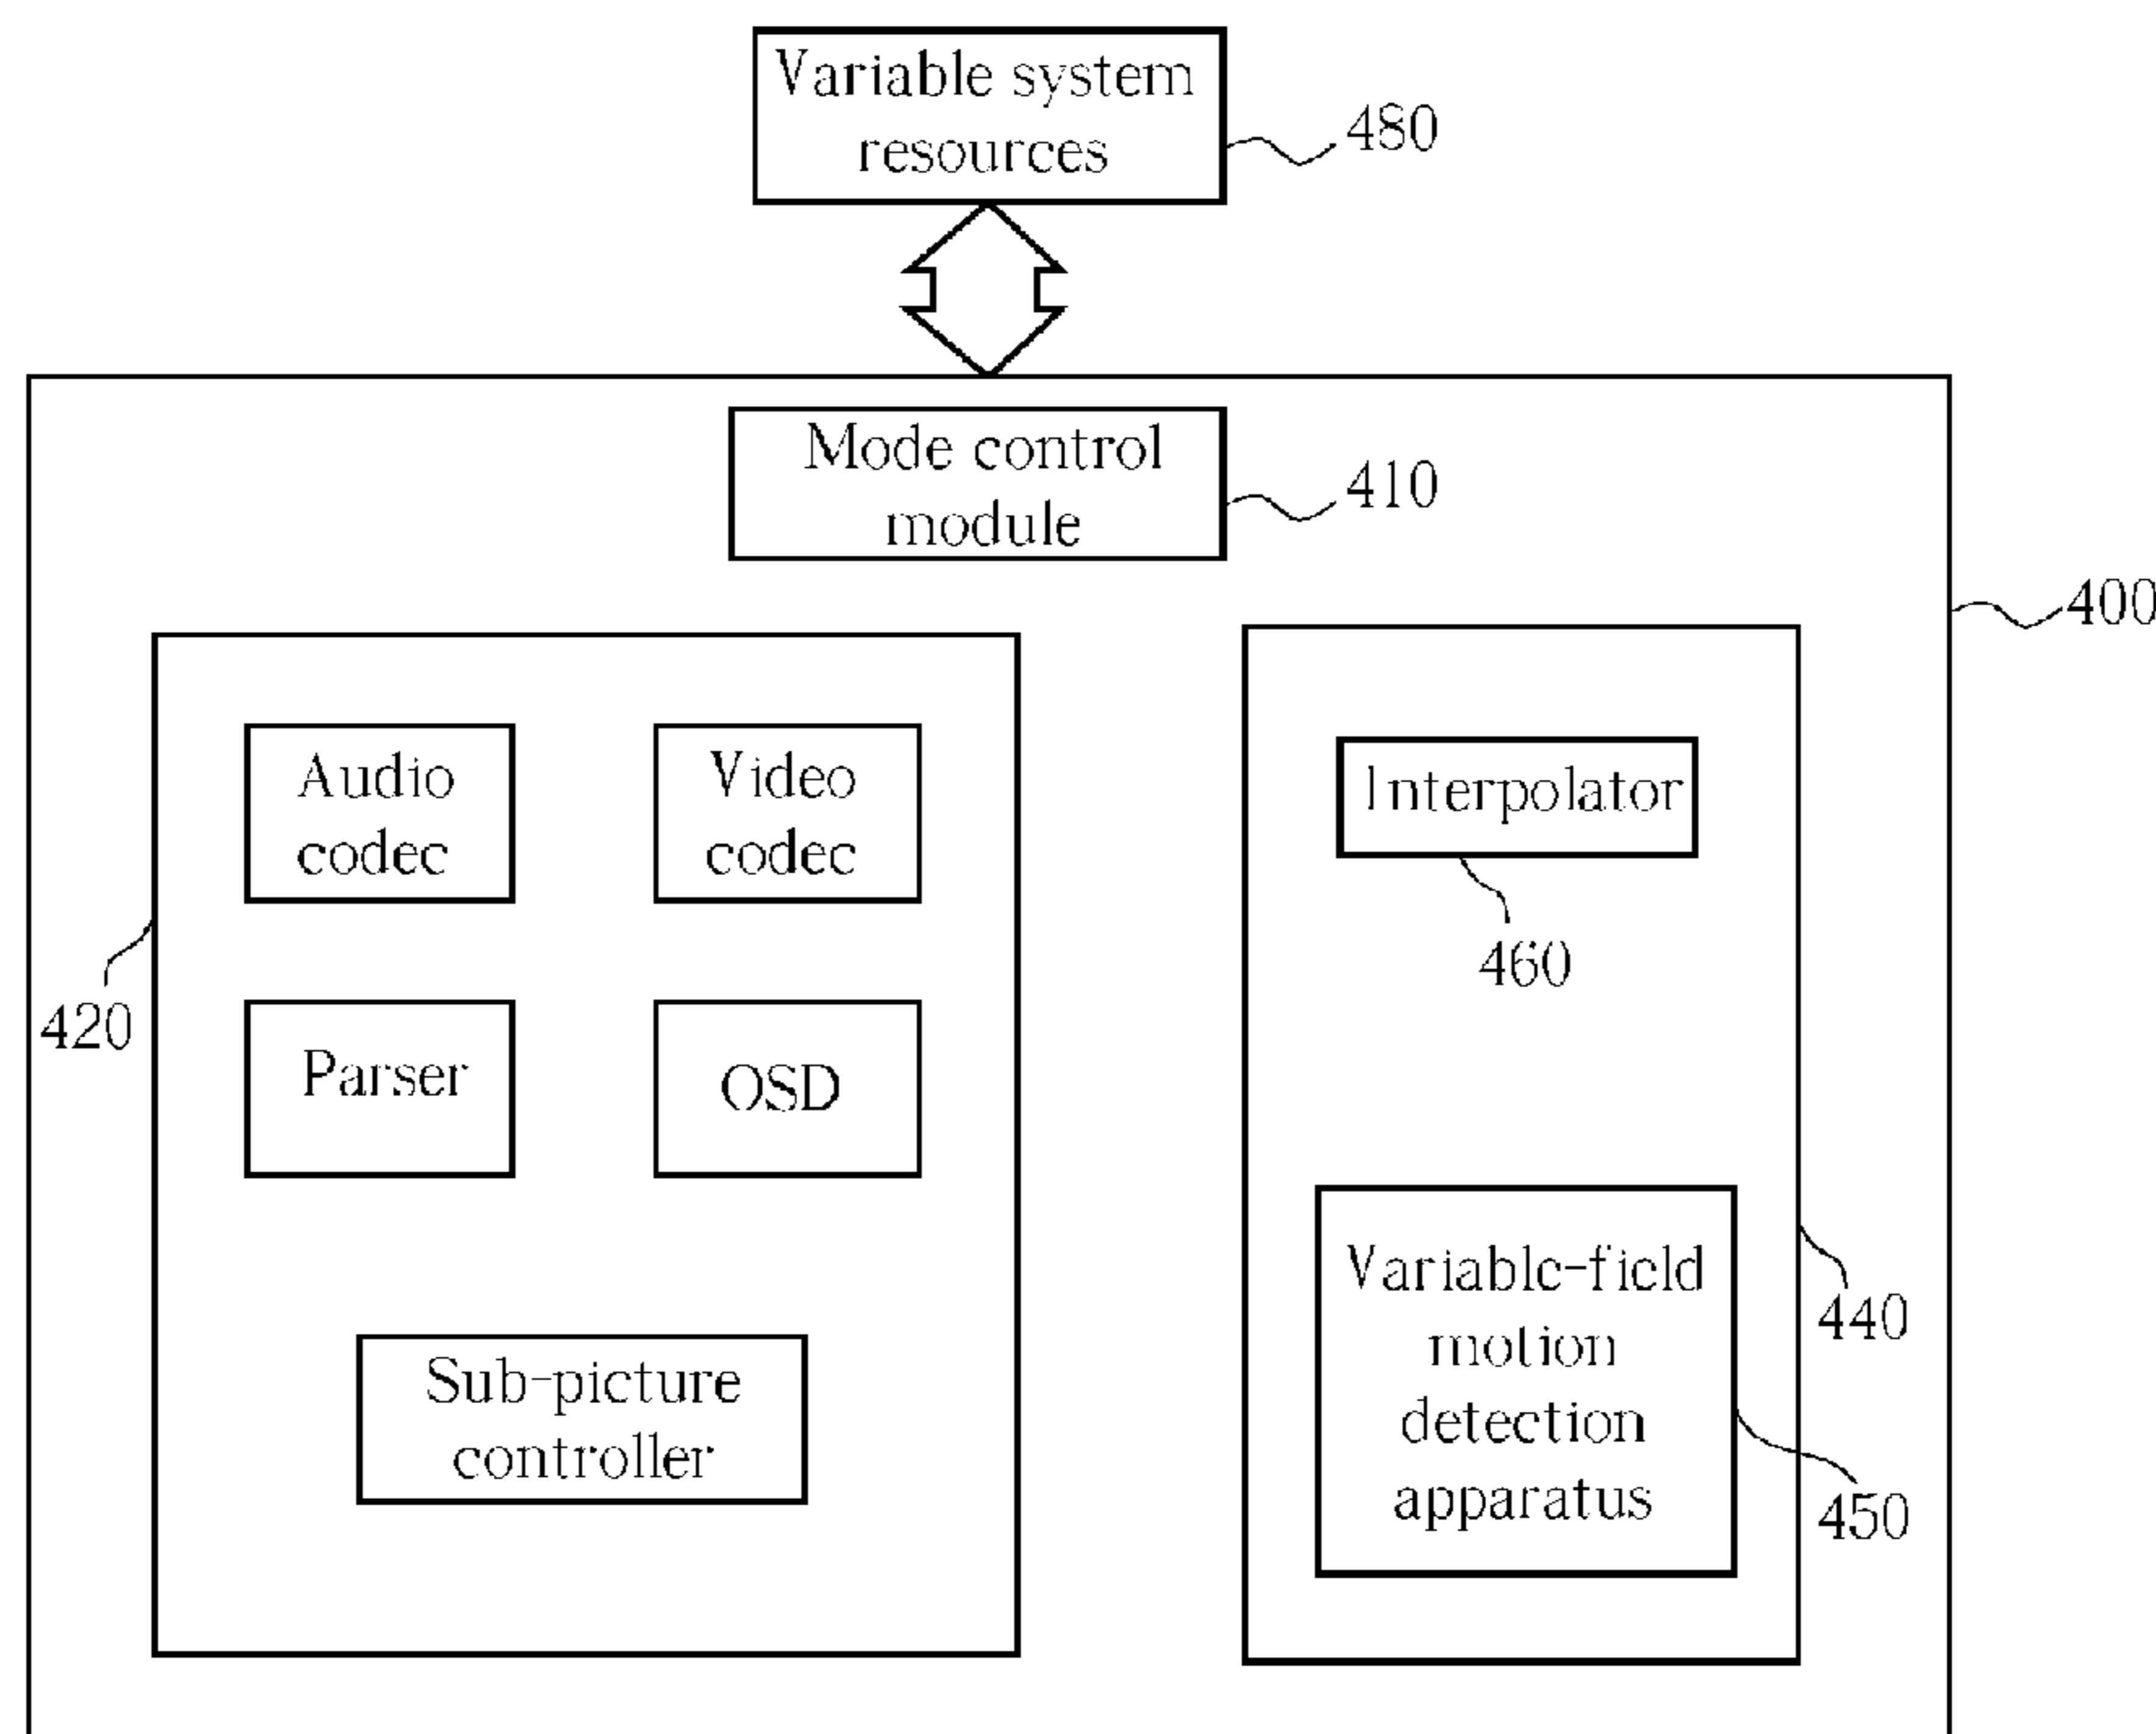 Variable system
resources
480
Mode control
module
410
400
Audio
codec
Video
codec
Interpolator
460
420
Parser
OSD
Sub-picture
controller
Variable-field
motion
detection
apparatus
440
450